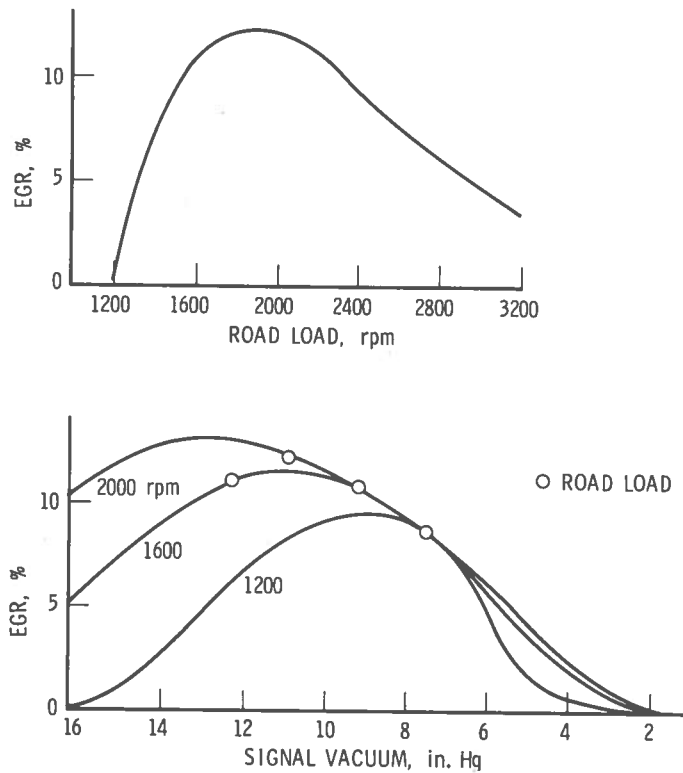 EGR, %
10
5
0
1200 1600 2000 2400 2800 3200
ROAD LOAD, rpm
EGR, %
10
5
0
2000 rpm
1600
1200
O ROAD LOAD
16 14 12 10 8 6 4 2
SIGNAL VACUUM, in. Hg